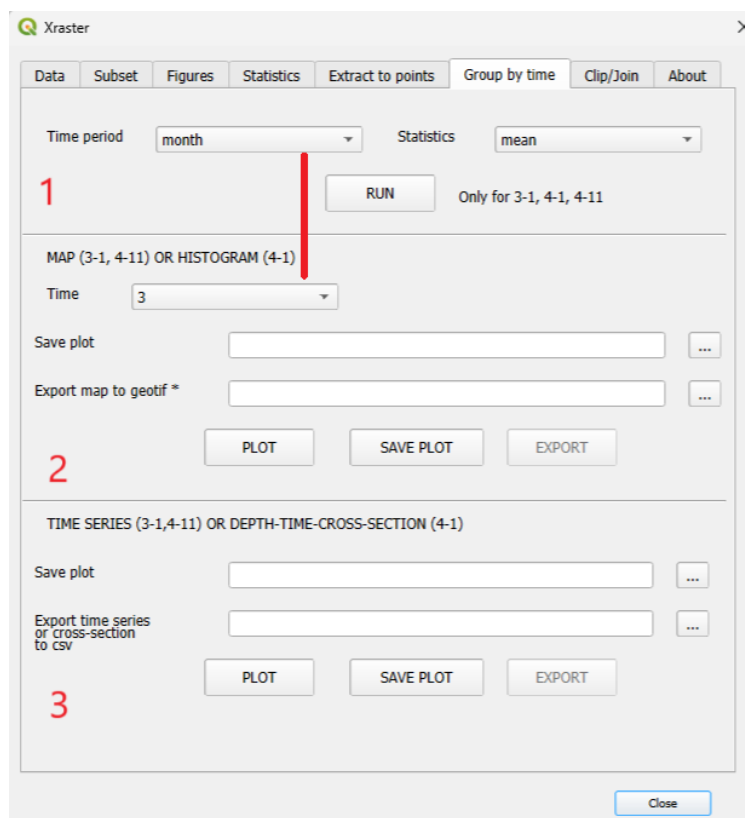 Xraster
Data Subset Figures Statistics Extract to points Group by time Clip/Join About
Time period month Statistics mean
1 RUN Only for 3-1, 4-1, 4-11
MAP (3-1, 4-11) OR HISTOGRAM (4-1)
Time 3
Save plot ...
Export map to geotif * ...
PLOT SAVE PLOT EXPORT
2
TIME SERIES (3-1,4-11) OR DEPTH-TIME-CROSS-SECTION (4-1)
Save plot ...
Export time series
or cross-section ...
to csv
PLOT SAVE PLOT EXPORT
3
Close